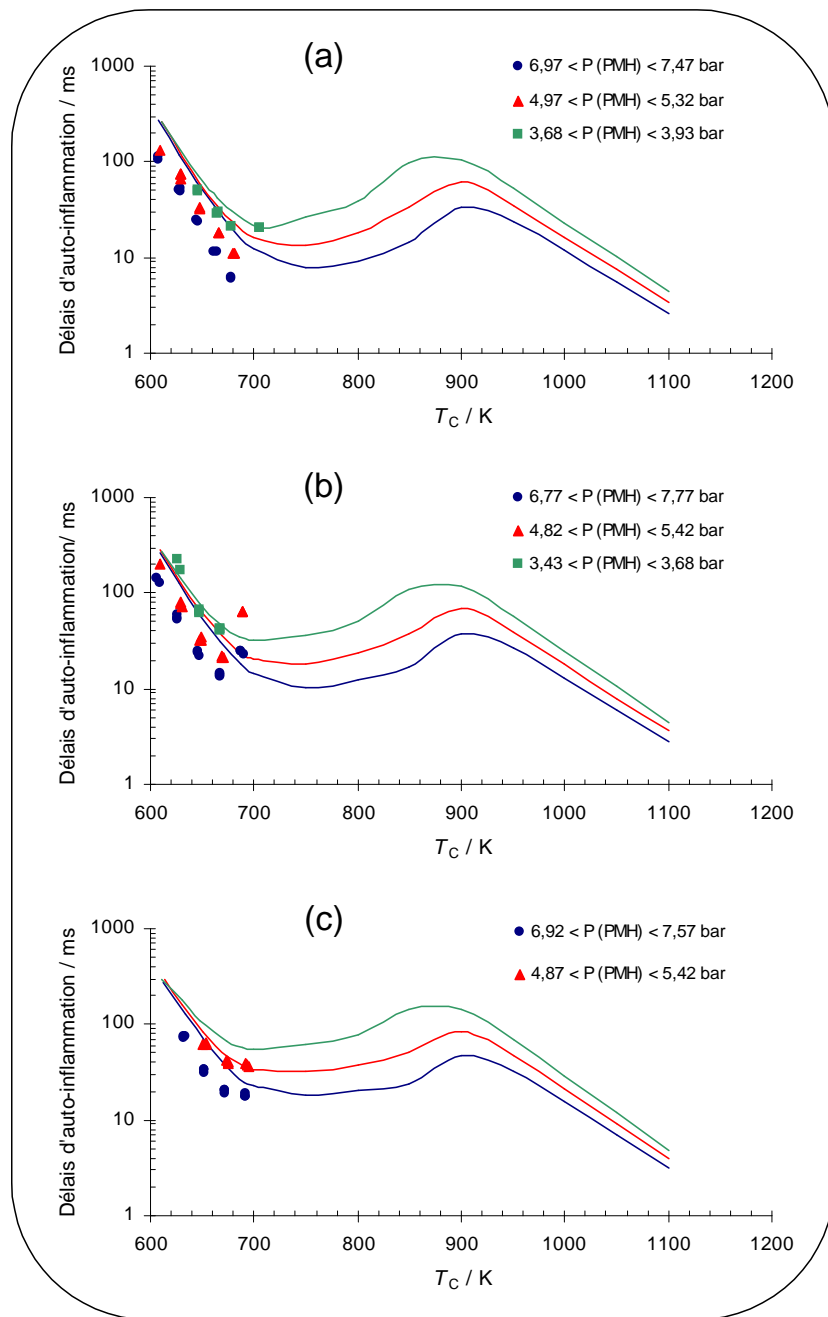 (a)
6,97 < P (PMH) < 7,47 bar
4,97 < P (PMH) < 5,32 bar
3,68 < P (PMH) < 3,93 bar
Délais d'auto-inflammation / ms
1000
100
10
1
600 700 800 900 1000 1100 1200
TC / K
(b)
6,77 < P (PMH) < 7,77 bar
4,82 < P (PMH) < 5,42 bar
3,43 < P (PMH) < 3,68 bar
Délais d'auto-inflammation/ ms
1000
100
10
1
600 700 800 900 1000 1100 1200
TC / K
(c)
6,92 < P (PMH) < 7,57 bar
4,87 < P (PMH) < 5,42 bar
Délais d'auto-inflammation / ms
1000
100
10
1
600 700 800 900 1000 1100 1200
TC / K